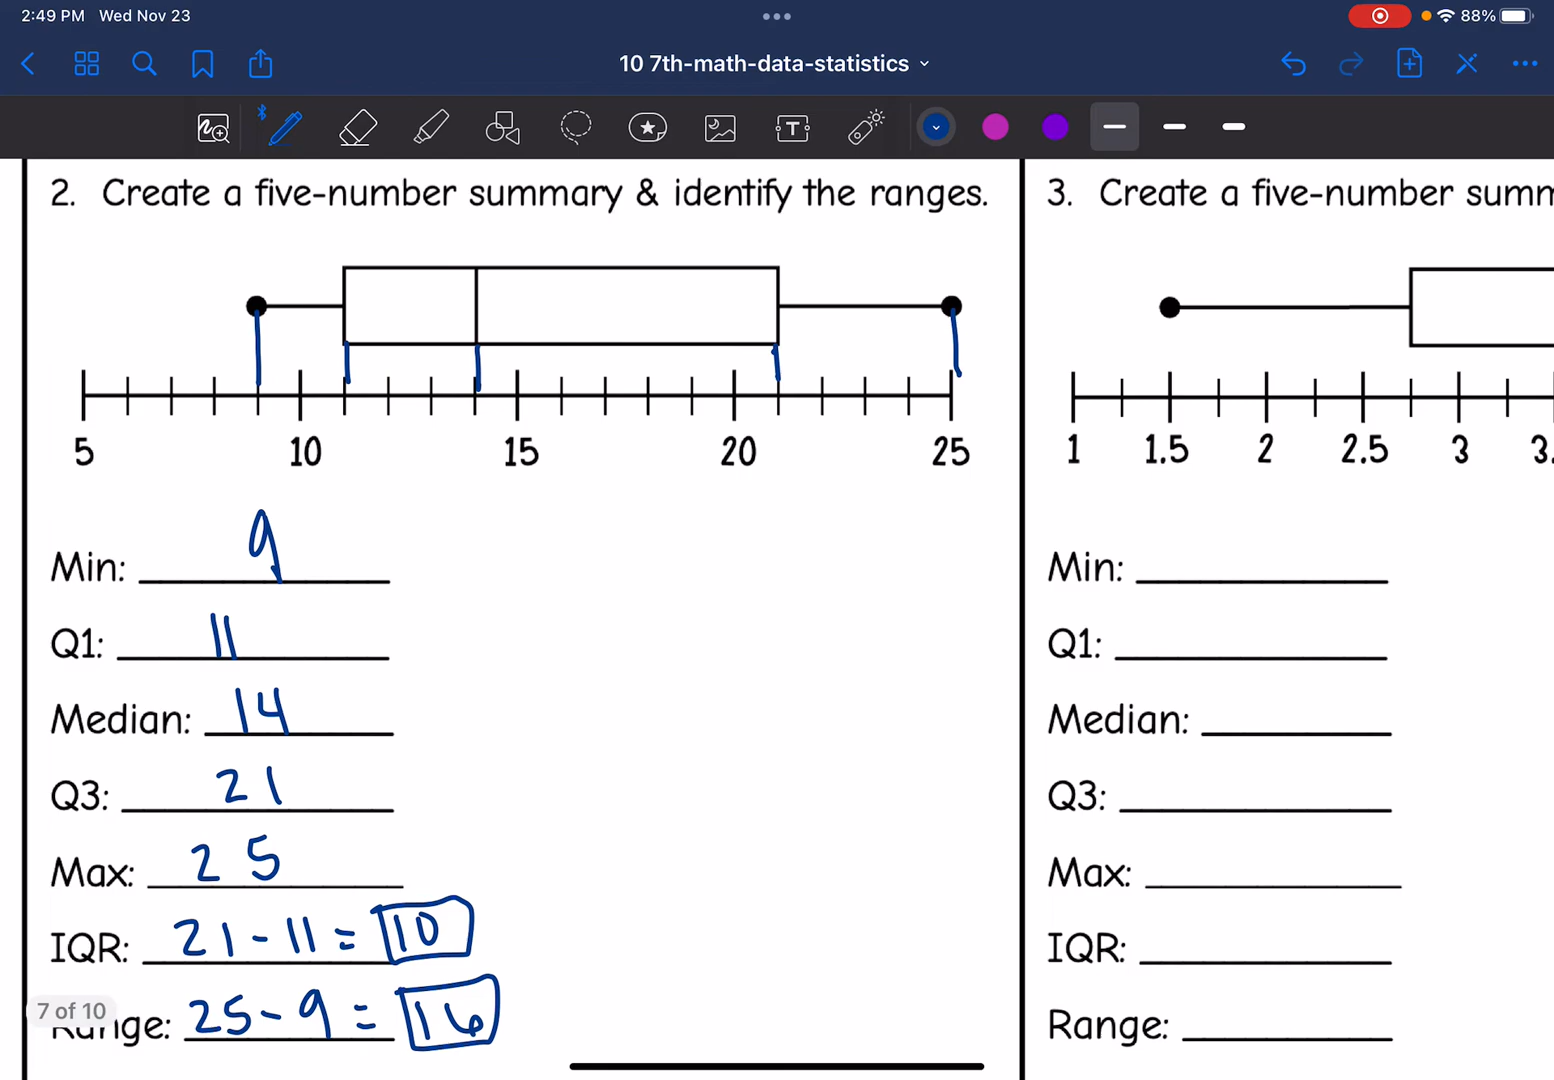 2:49 PM Wed Nov 23
88%
10 7th-math-data-statistics
T
2. Create a five-number summary & identify the ranges.
5 10 15 20 25
Min: 9
Q1: 11
Median: 14
Q3: 21
Max: 25
IQR: 21 - 11 = 10
7 of 10
Range: 25 - 9 = 16
3. Create a five-number summ
1 1.5 2 2.5 3 3.
Min:
Q1:
Median:
Q3:
Max:
IQR:
Range: